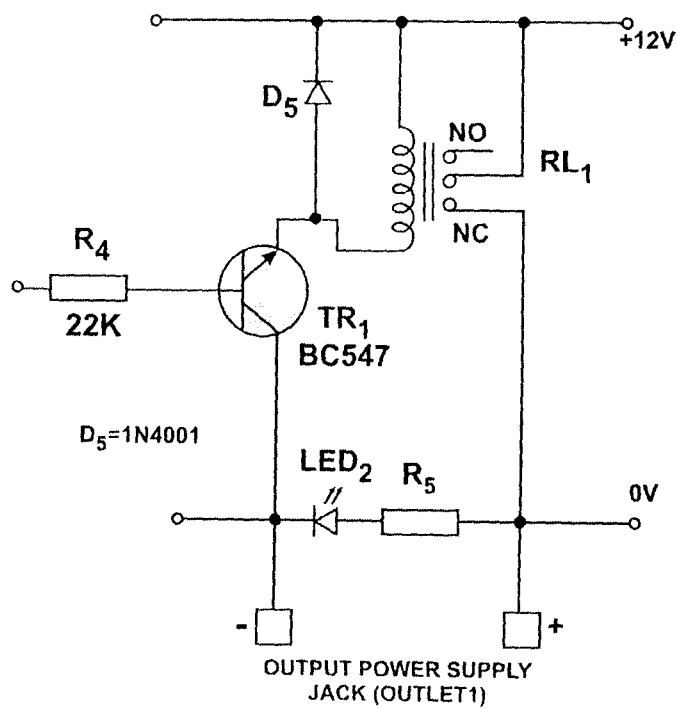 +12V
D5
NO
RL1
NC
R4
22K
TR1
BC547
D5=1N4001
LED2
R5
0V
-
+
OUTPUT POWER SUPPLY
JACK (OUTLET1)